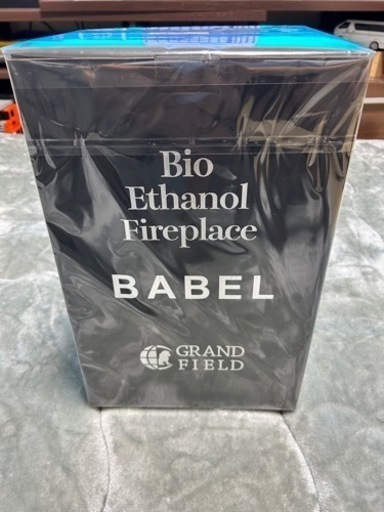 Bio
Ethanol
Fireplace
BABEL
GRAND
FIELD